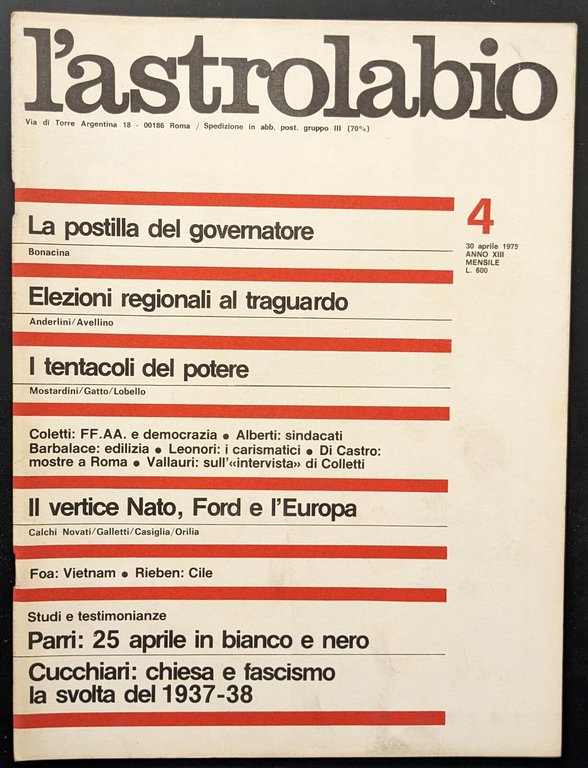 l'astrolabio
Via di Torre Argentina 18 - 00186 Roma / Spedizione in abb. post. gruppo III (70%)
4
30 aprile 1975
ANNO XIII
MENSILE
L. 600
La postilla del governatore
Bonacina
Elezioni regionali al traguardo
Anderlini/Avellino
I tentacoli del potere
Mostardini/Gatto/Lobello
Coletti: FF.AA. e democrazia ● Alberti: sindacati
Barbalace: edilizia ● Leonori: i carismatici ● Di Castro:
mostre a Roma ● Vallauri: sull'«intervista» di Colletti
Il vertice Nato, Ford e l'Europa
Calchi Novati/Galletti/Casiglia/Orilia
Foa: Vietnam ● Rieben: Cile
Studi e testimonianze
Parri: 25 aprile in bianco e nero
Cucchiari: chiesa e fascismo
la svolta del 1937-38